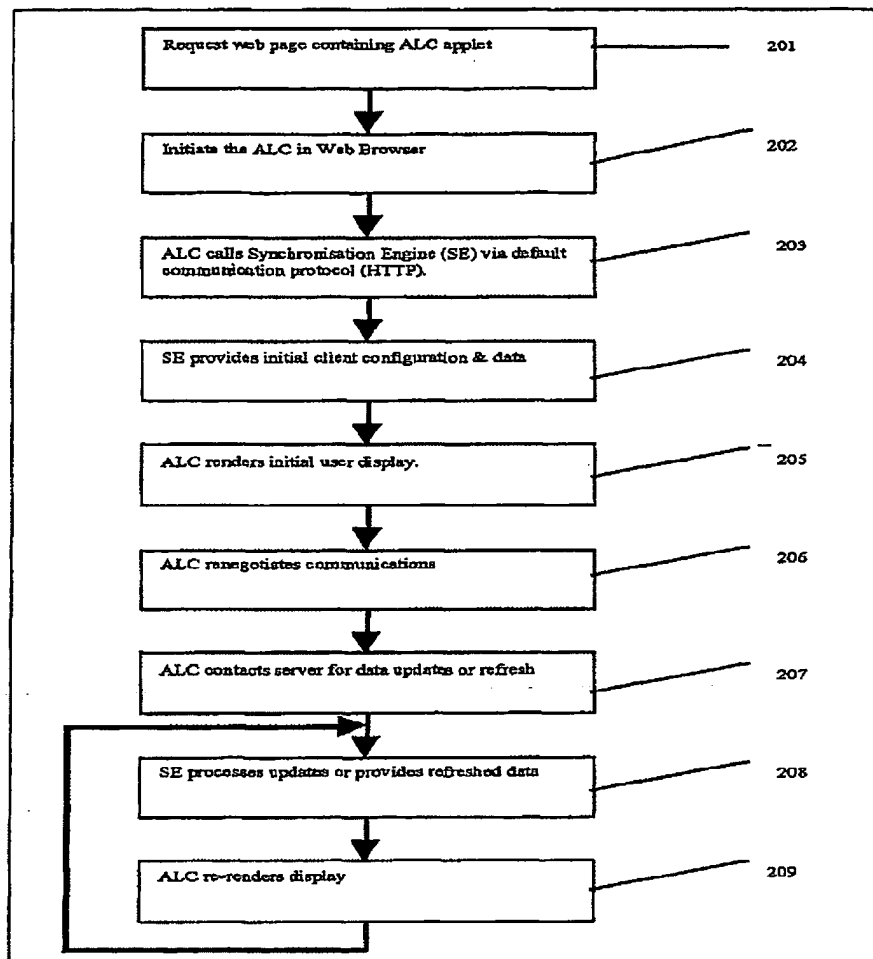 Request web page containing ALC applet
201
Initiate the ALC in Web Browser
202
ALC calls Synchronisation Engine (SE) via default
communication protocol (HTTP).
203
SE provides initial client configuration & data
204
ALC renders initial user display.
205
ALC renegotiates communications
206
ALC contacts server for data updates or refresh
207
SE processes updates or provides refreshed data
208
ALC re-renders display
209